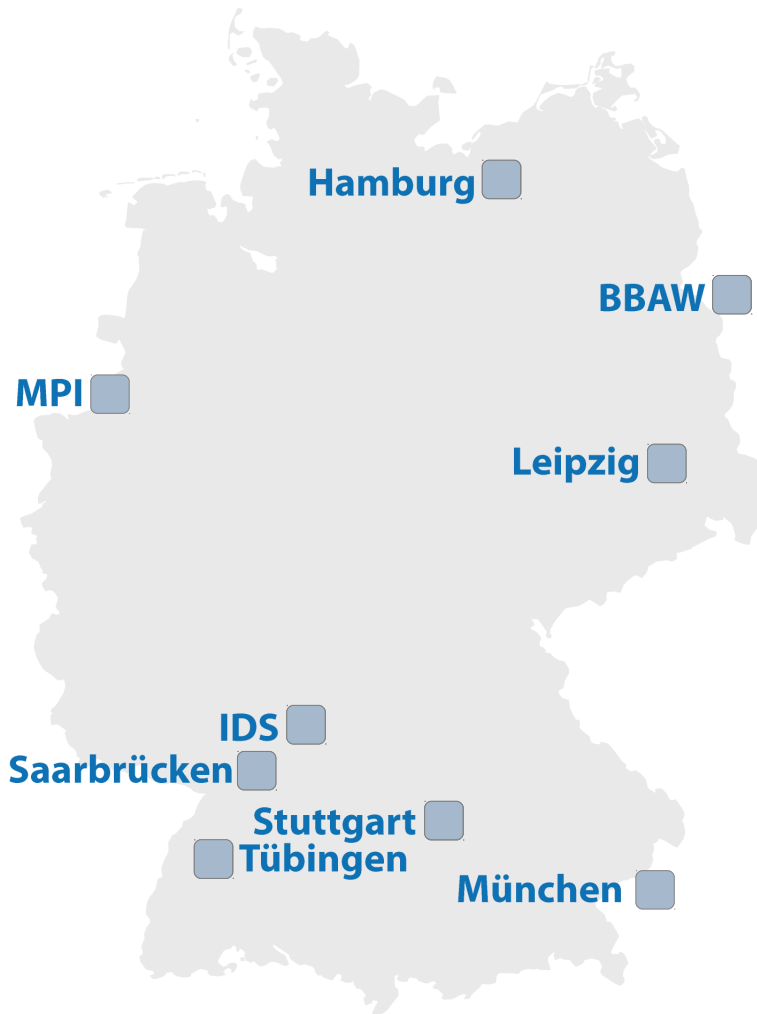 Hamburg
BBAW
MPI
Leipzig
IDS
Saarbrücken
Stuttgart
Tübingen
München